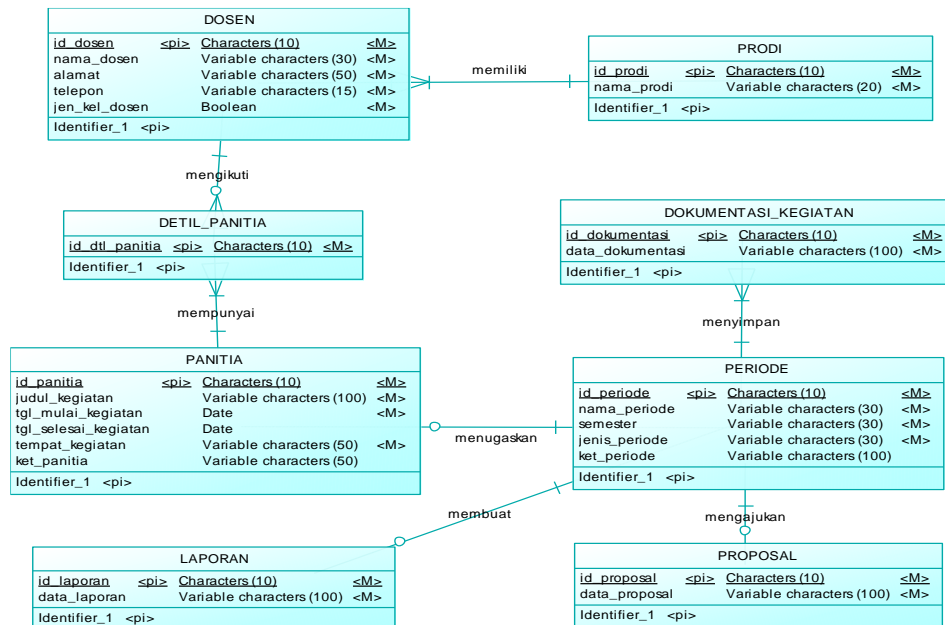 DOSEN
id_dosen <pi> Characters (10) <M>
nama_dosen Variable characters (30) <M>
alamat Variable characters (50) <M>
telepon Variable characters (15) <M>
jen_kel_dosen Boolean <M>
Identifier_1 <pi>
memiliki
PRODI
id_prodi <pi> Characters (10) <M>
nama_prodi Variable characters (20) <M>
Identifier_1 <pi>
mengikuti
DETIL_PANITIA
id_dtl_panitia <pi> Characters (10) <M>
Identifier_1 <pi>
DOKUMENTASI_KEGIATAN
id_dokumentasi <pi> Characters (10) <M>
data_dokumentasi Variable characters (100) <M>
Identifier_1 <pi>
mempunyai
menyimpan
PANITIA
id_panitia <pi> Characters (10) <M>
judul_kegiatan Variable characters (100) <M>
tgl_mulai_kegiatan Date <M>
tgl_selesai_kegiatan Date
tempat_kegiatan Variable characters (50) <M>
ket_panitia Variable characters (50)
Identifier_1 <pi>
menugaskan
PERIODE
id_periode <pi> Characters (10) <M>
nama_periode Variable characters (30) <M>
semester Variable characters (30) <M>
jenis_periode Variable characters (30) <M>
ket_periode Variable characters (100)
Identifier_1 <pi>
membuat
mengajukan
LAPORAN
id_laporan <pi> Characters (10) <M>
data_laporan Variable characters (100) <M>
Identifier_1 <pi>
PROPOSAL
id_proposal <pi> Characters (10) <M>
data_proposal Variable characters (100) <M>
Identifier_1 <pi>